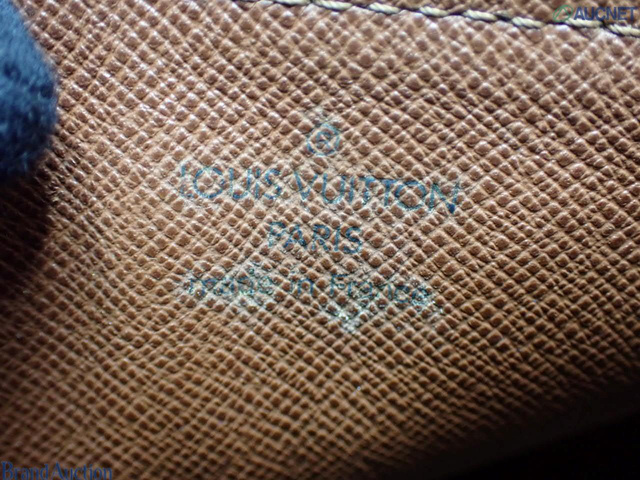 AUCNET
®
LOUIS VUITTON
PARIS
made in France
Brand Auction